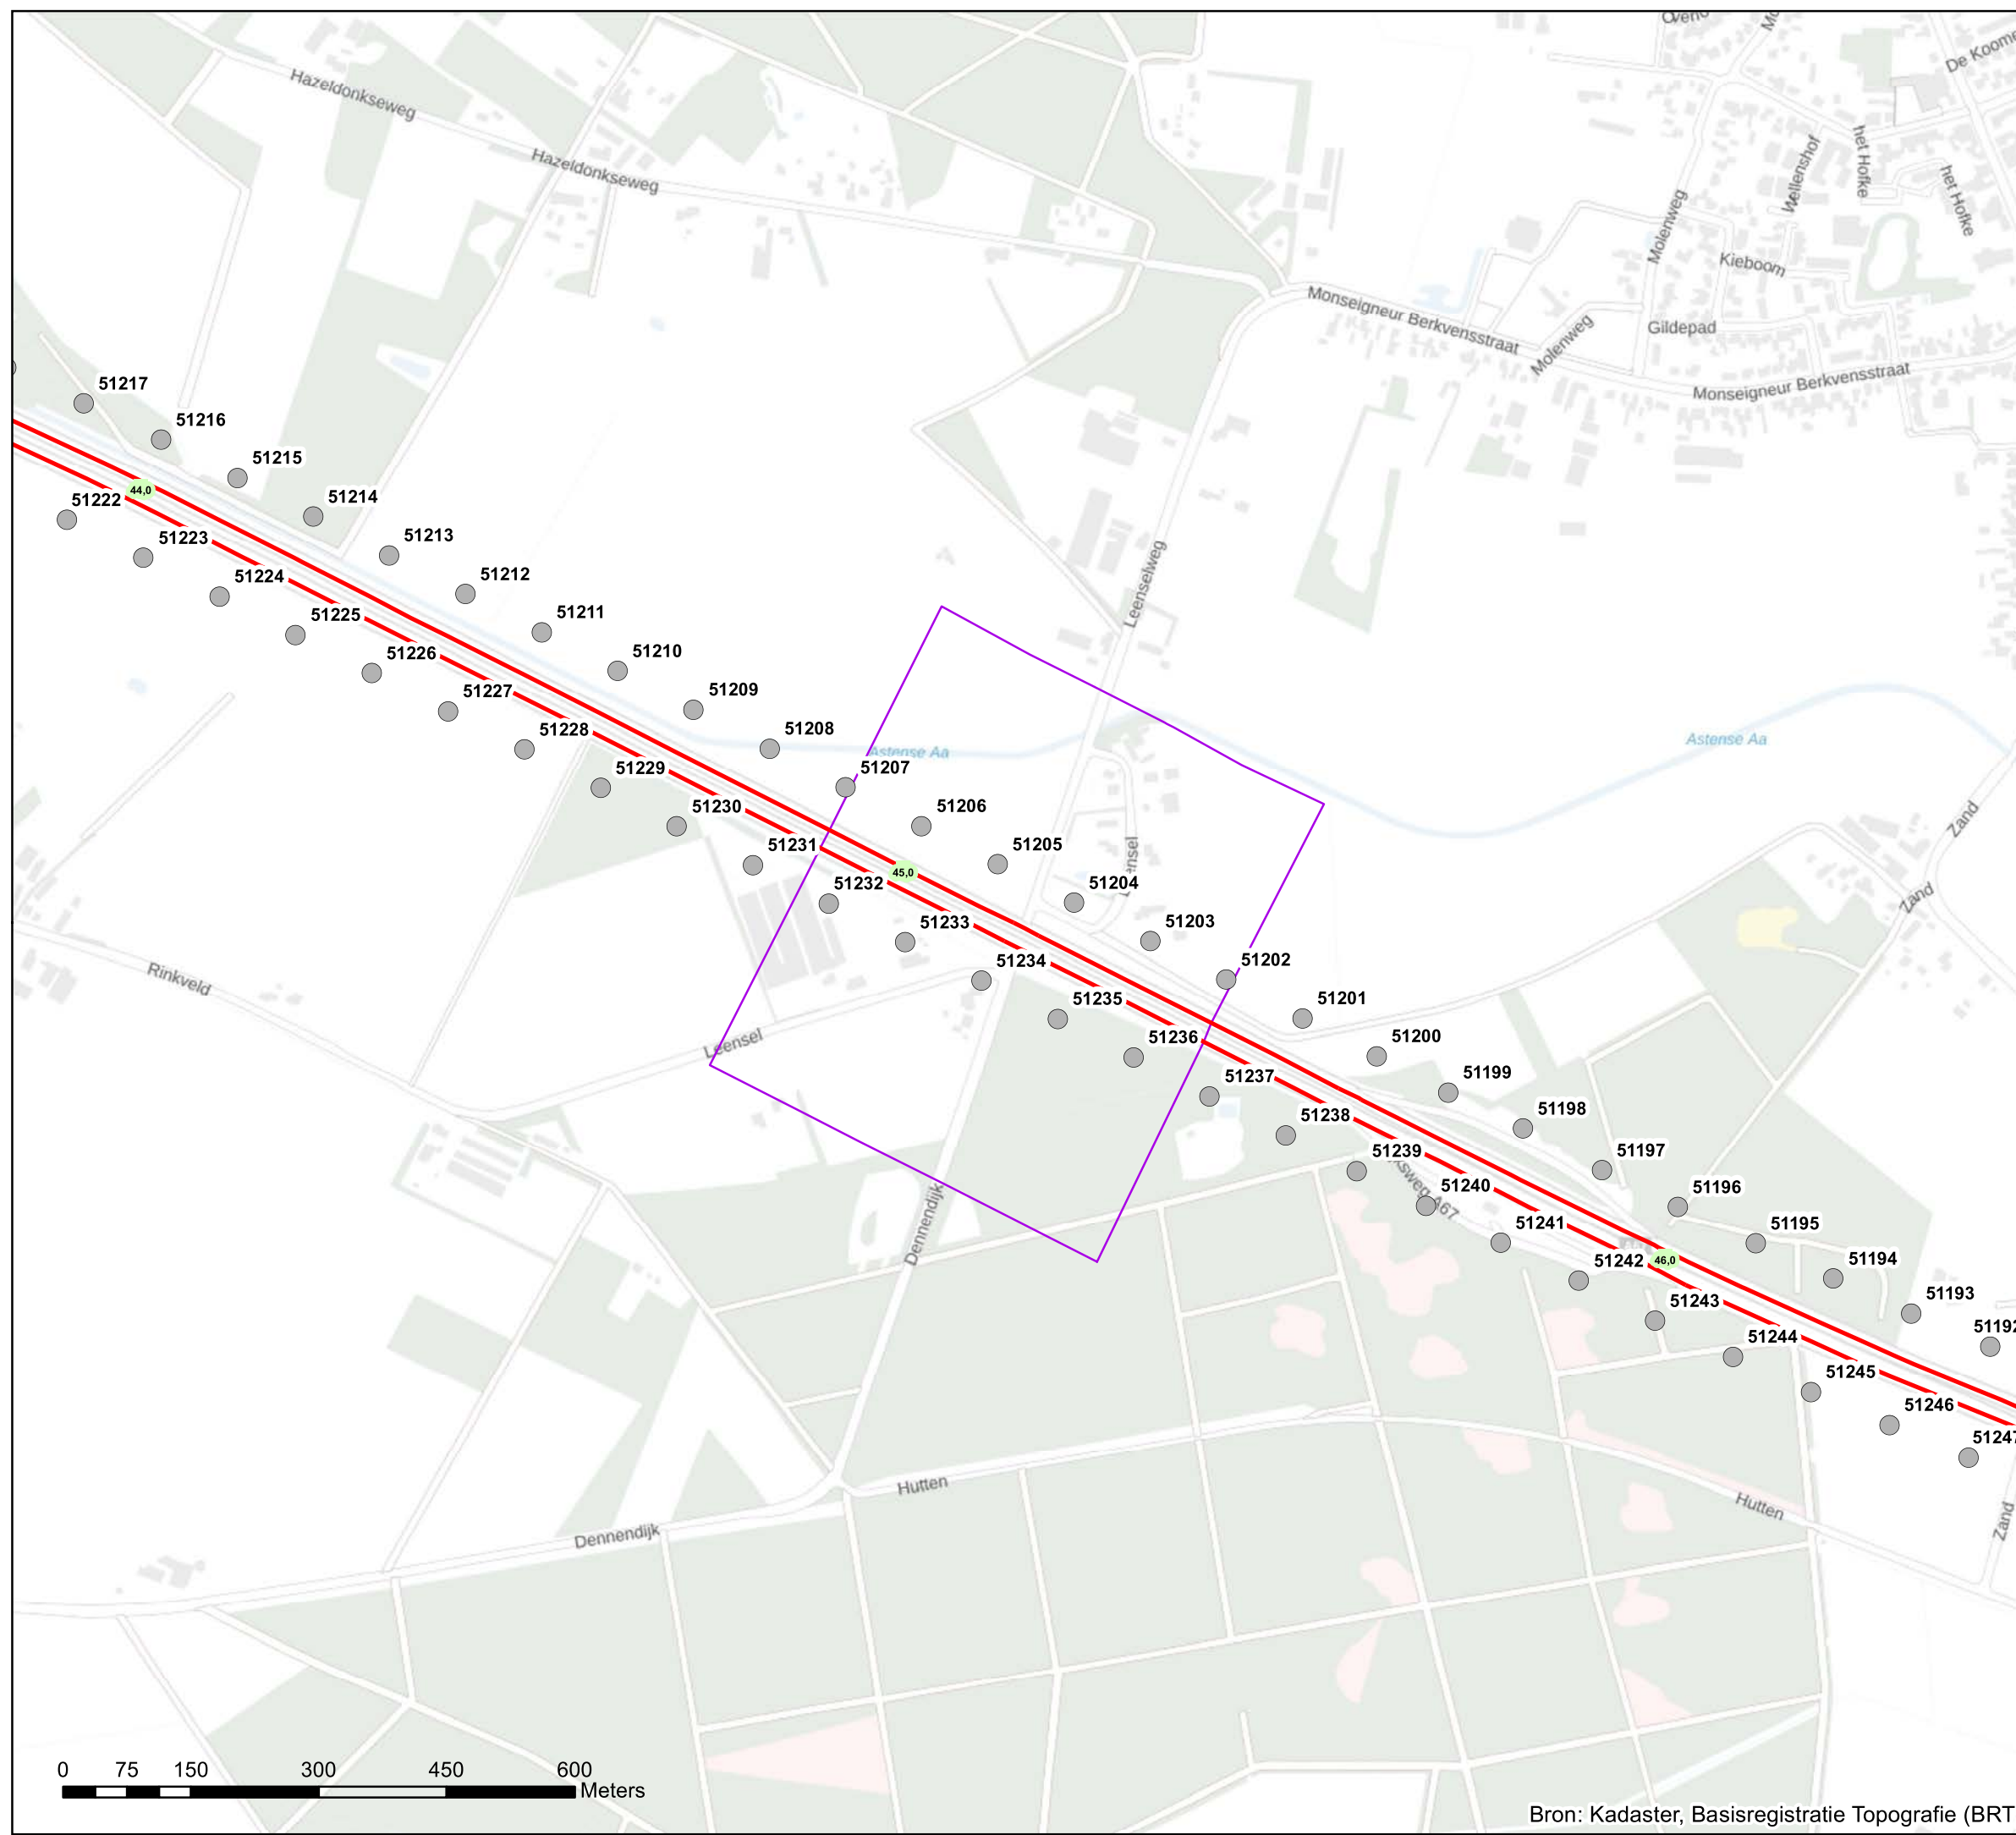 De Koome
Hazeldonkseweg
Hazeldonkseweg
het Hofke
Wellenshof
het Hofke
Molenweg
Kieboom
Monseigneur Berkvensstraat
Gildepad
Molenweg
Monseigneur Berkvensstraat
51217
51216
51215
44,0
51222
51214
51223
51213
51224
51212
51225
51211
51226
51210
Leenselweg
51227
51209
51228
51208
Astense Aa
Astense Aa
51229
51207
51230
51206
Zand
51231
51205
45,0
51232
51204
Leensel
Zand
51233
51203
51234
51202
Rinkveld
51235
51201
51236
51200
Leensel
51237
51199
51238
51198
51239
51197
51240
51196
ksweg A67
51241
51195
Dennendijk
51242
46,0
51194
51243
51193
51244
51192
51245
51246
51247
Hutten
Hutten
Zand
Dennendijk
0 75 150 300 450 600
Meters
Bron: Kadaster, Basisregistratie Topografie (BRT